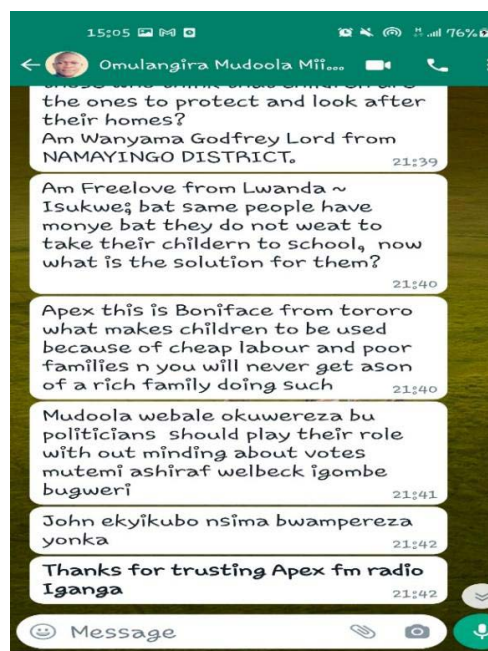 15:05 76%
Omulangira Mudoola Mii...
the ones to protect and look after
their homes?
Am Wanyama Godfrey Lord from
NAMAYINGO DISTRICT.
21:39
Am Freelove from Lwanda ~
Isukwe; bat same people have
monye bat they do not weat to
take their childern to school, now
what is the solution for them?
21:40
Apex this is Boniface from tororo
what makes children to be used
because of cheap labour and poor
families n you will never get ason
of a rich family doing such
21:40
Mudoola webale okuwereza bu
politicians should play their role
with out minding about votes
mutemi ashiraf welbeck igombe
bugweri
21:41
John ekyikubo nsima bwampereza
yonka
21:42
Thanks for trusting Apex fm radio
Iganga
21:42
Message